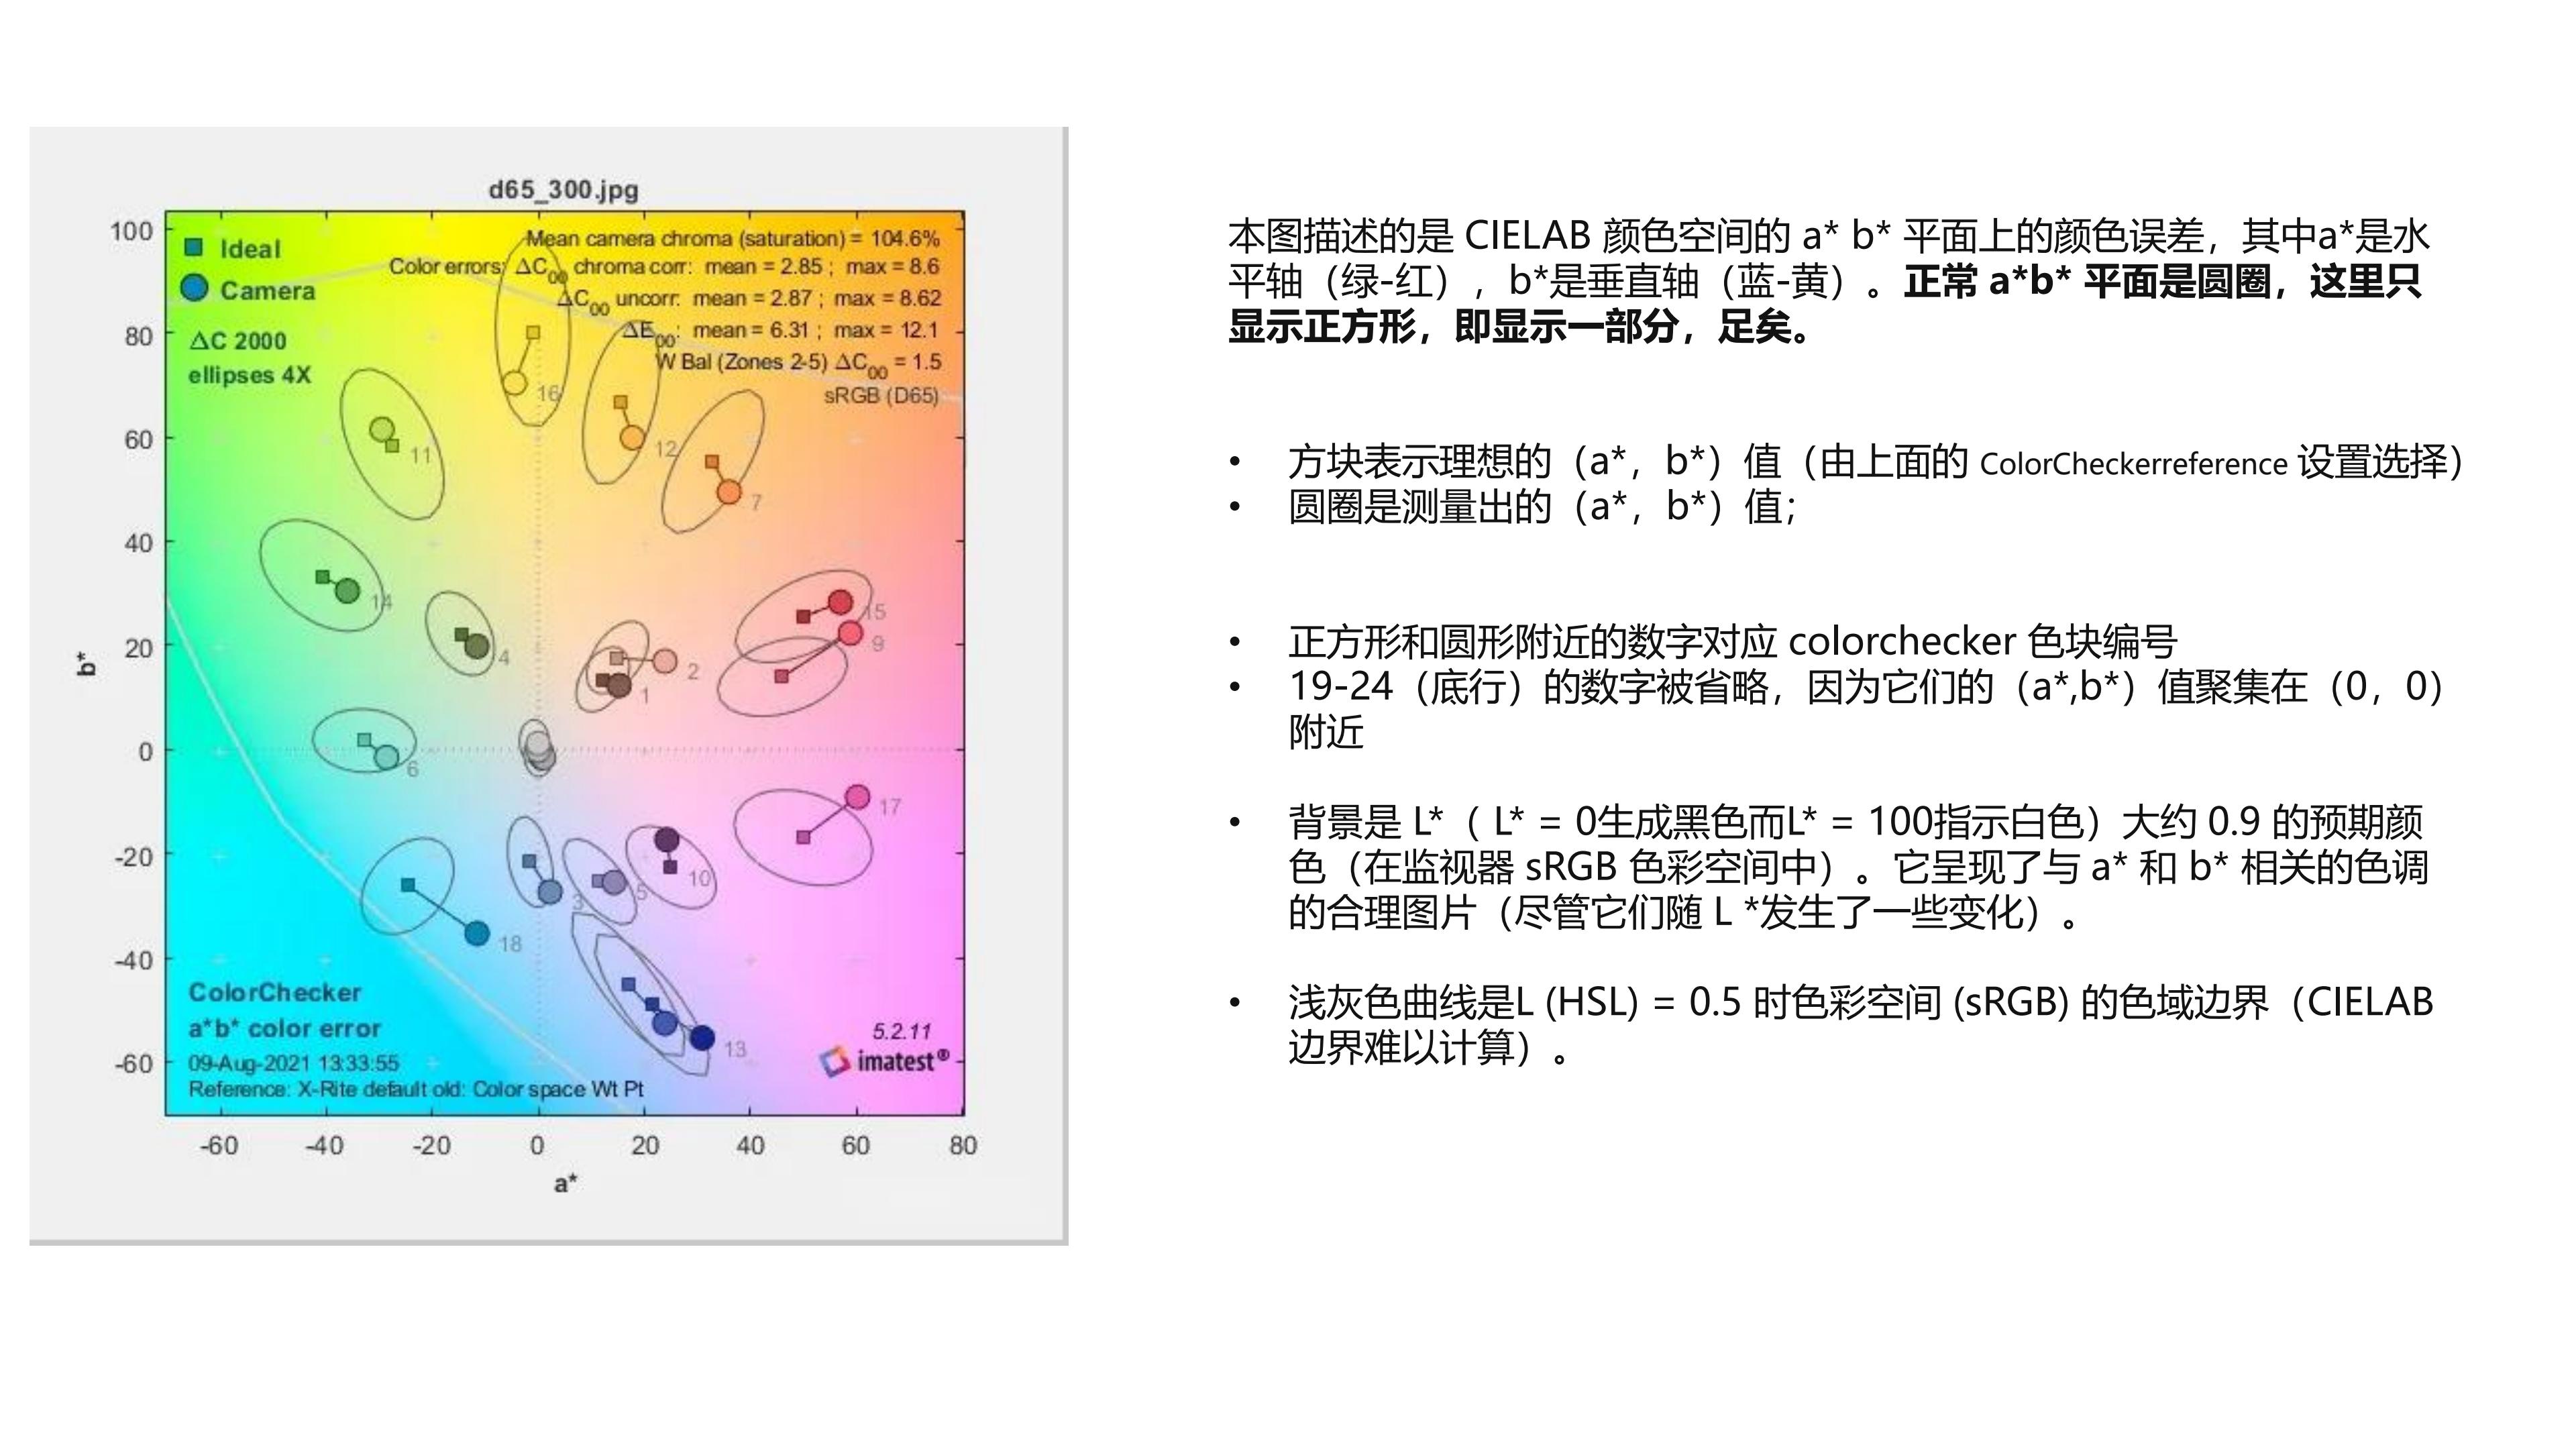 d65_300.jpg
Ideal
Camera
ΔC 2000
ellipses 4X
Mean camera chroma (saturation) = 104.6%
Color errors: ΔC00 chroma corr: mean = 2.85 ; max = 8.6
ΔC00 uncorr: mean = 2.87 ; max = 8.62
ΔE00: mean = 6.31 ; max = 12.1
W Bal (Zones 2-5) ΔC00 = 1.5
sRGB (D65)
100
80
60
40
20
0
-20
-40
-60
b*
16
12
11
7
14
15
4
9
2
1
6
17
10
5
3
18
13
ColorChecker
a*b* color error
09-Aug-2021 13:33:55
Reference: X-Rite default old: Color space Wt Pt
5.2.11
imatest®
-60 -40 -20 0 20 40 60 80
a*
本图描述的是 CIELAB 颜色空间的 a* b* 平面上的颜色误差，其中a*是水
平轴（绿-红），b*是垂直轴（蓝-黄）。正常 a*b* 平面是圆圈，这里只
显示正方形，即显示一部分，足矣。
• 方块表示理想的（a*，b*）值（由上面的 ColorCheckerreference 设置选择）
• 圆圈是测量出的（a*，b*）值；
• 正方形和圆形附近的数字对应 colorchecker 色块编号
• 19-24（底行）的数字被省略，因为它们的（a*,b*）值聚集在（0，0）
附近
• 背景是 L*（ L* = 0生成黑色而L* = 100指示白色）大约 0.9 的预期颜
色（在监视器 sRGB 色彩空间中）。它呈现了与 a* 和 b* 相关的色调
的合理图片（尽管它们随 L *发生了一些变化）。
• 浅灰色曲线是L (HSL) = 0.5 时色彩空间 (sRGB) 的色域边界（CIELAB
边界难以计算）。